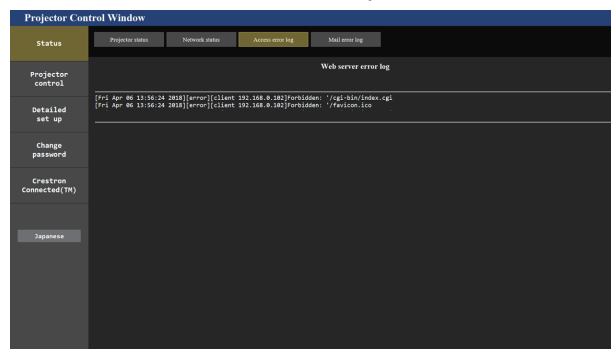 Projector Control Window
Status
Projector status
Network status
Access error log
Mail error log
Web server error log
[Fri Apr 06 13:56:24 2018][error][client 192.168.0.102]Forbidden: '/cgi-bin/index.cgi
[Fri Apr 06 13:56:24 2018][error][client 192.168.0.102]Forbidden: '/favicon.ico
Projector
control
Detailed
set up
Change
password
Crestron
Connected(TM)
Japanese